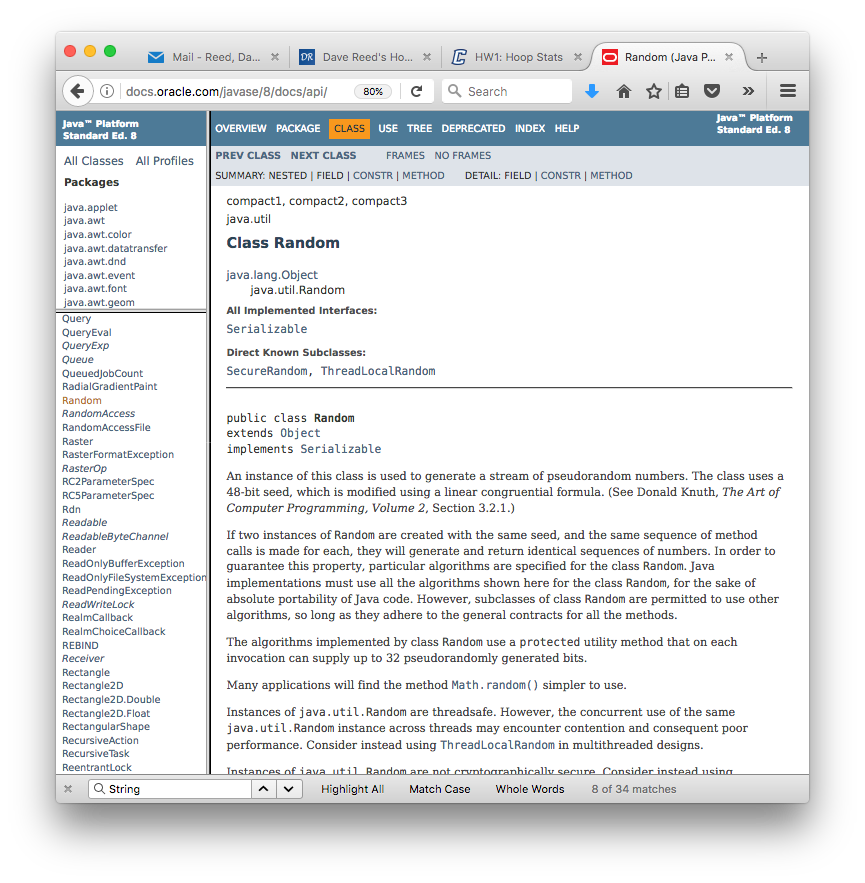 Mail - Reed, Da...
DR Dave Reed's Ho...
HW1: Hoop Stats
Random (Java P...
docs.oracle.com/javase/8/docs/api/
80%
Search
Java™ Platform
Standard Ed. 8
All Classes All Profiles
Packages
java.applet
java.awt
java.awt.color
java.awt.datatransfer
java.awt.dnd
java.awt.event
java.awt.font
java.awt.geom
Query
QueryEval
QueryExp
Queue
QueuedJobCount
RadialGradientPaint
Random
RandomAccess
RandomAccessFile
Raster
RasterFormatException
RasterOp
RC2ParameterSpec
RC5ParameterSpec
Rdn
Readable
ReadableByteChannel
Reader
ReadOnlyBufferException
ReadOnlyFileSystemException
ReadPendingException
ReadWriteLock
RealmCallback
RealmChoiceCallback
REBIND
Receiver
Rectangle
Rectangle2D
Rectangle2D.Double
Rectangle2D.Float
RectangularShape
RecursiveAction
RecursiveTask
ReentrantLock
OVERVIEW PACKAGE CLASS USE TREE DEPRECATED INDEX HELP
Java™ Platform
Standard Ed. 8
PREV CLASS NEXT CLASS FRAMES NO FRAMES
SUMMARY: NESTED | FIELD | CONSTR | METHOD DETAIL: FIELD | CONSTR | METHOD
compact1, compact2, compact3
java.util
Class Random
java.lang.Object
java.util.Random
All Implemented Interfaces:
Serializable
Direct Known Subclasses:
SecureRandom, ThreadLocalRandom
public class Random
extends Object
implements Serializable
An instance of this class is used to generate a stream of pseudorandom numbers. The class uses a
48-bit seed, which is modified using a linear congruential formula. (See Donald Knuth, The Art of
Computer Programming, Volume 2, Section 3.2.1.)
If two instances of Random are created with the same seed, and the same sequence of method
calls is made for each, they will generate and return identical sequences of numbers. In order to
guarantee this property, particular algorithms are specified for the class Random. Java
implementations must use all the algorithms shown here for the class Random, for the sake of
absolute portability of Java code. However, subclasses of class Random are permitted to use other
algorithms, so long as they adhere to the general contracts for all the methods.
The algorithms implemented by class Random use a protected utility method that on each
invocation can supply up to 32 pseudorandomly generated bits.
Many applications will find the method Math.random() simpler to use.
Instances of java.util.Random are threadsafe. However, the concurrent use of the same
java.util.Random instance across threads may encounter contention and consequent poor
performance. Consider instead using ThreadLocalRandom in multithreaded designs.
Instances of java.util.Random are not cryptographically secure. Consider instead using
String
Highlight All Match Case Whole Words 8 of 34 matches